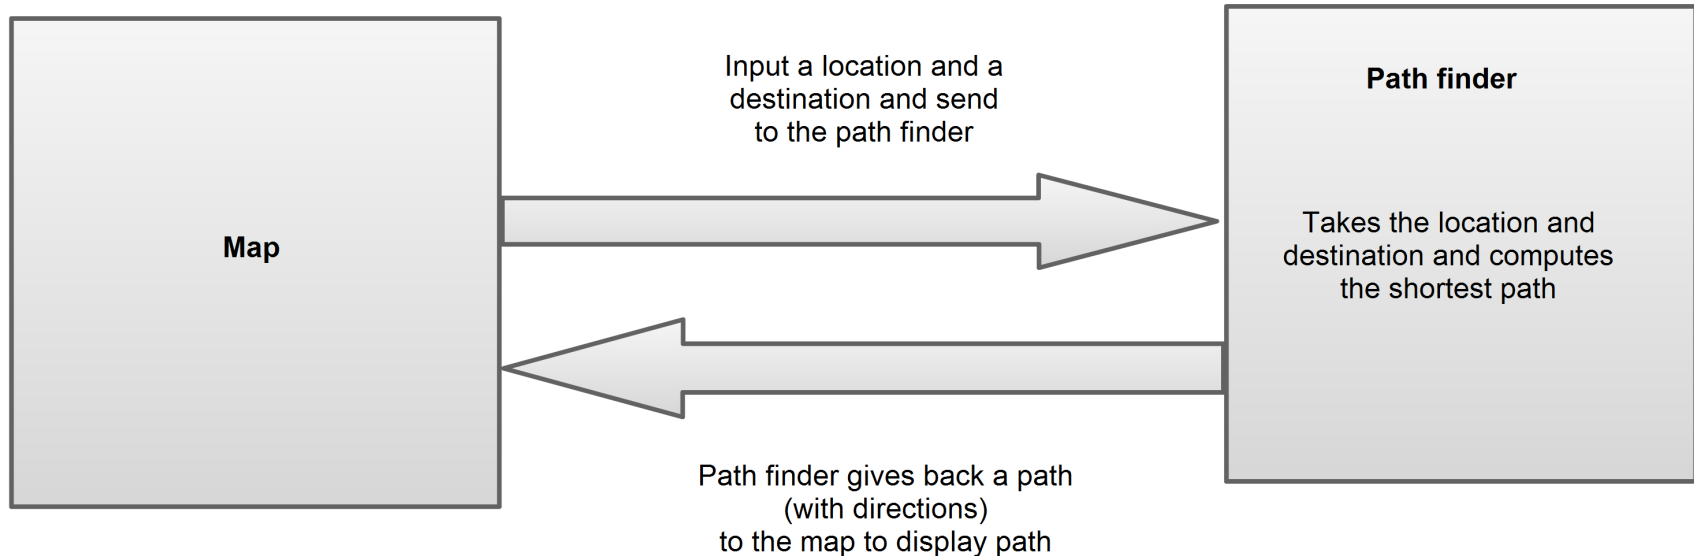 Map
Input a location and a
destination and send
to the path finder
Path finder gives back a path
(with directions)
to the map to display path
Path finder
Takes the location and
destination and computes
the shortest path